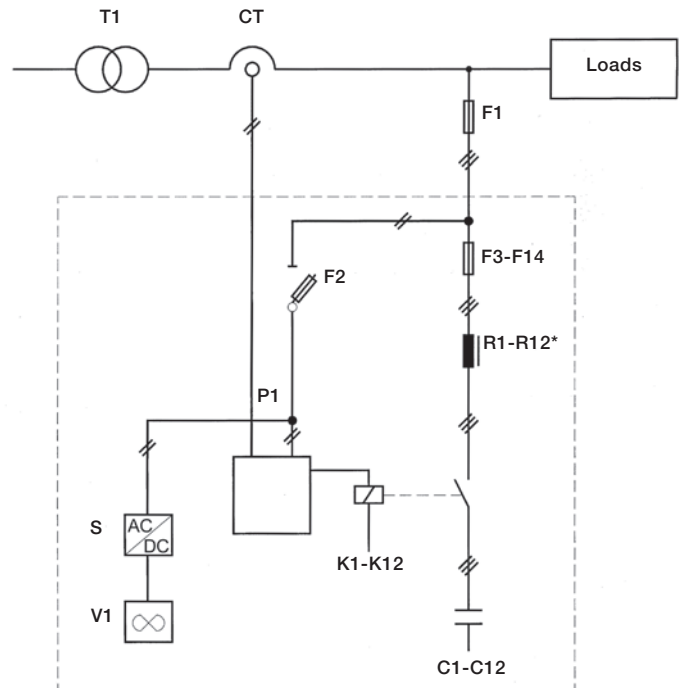 T1
CT
Loads
F1
F2
F3-F14
R1-R12*
P1
S
AC
DC
K1-K12
V1
C1-C12